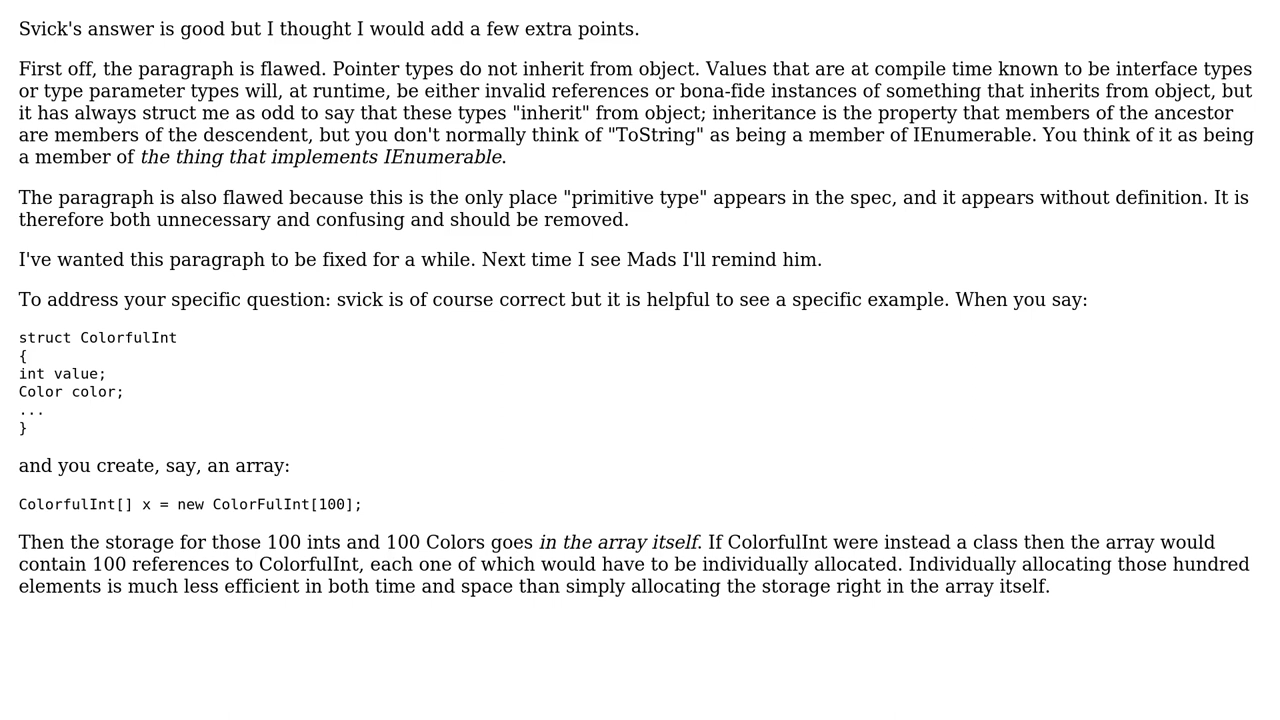 Svick's answer is good but I thought I would add a few extra points.
First off, the paragraph is flawed. Pointer types do not inherit from object. Values that are at compile time known to be interface types
or type parameter types will, at runtime, be either invalid references or bona-fide instances of something that inherits from object, but
it has always struck me as odd to say that these types "inherit" from object; inheritance is the property that members of the ancestor
are members of the descendent, but you don't normally think of "ToString" as being a member of IEnumerable. You think of it as being
a member of the thing that implements IEnumerable.
The paragraph is also flawed because this is the only place "primitive type" appears in the spec, and it appears without definition. It is
therefore both unnecessary and confusing and should be removed.
I've wanted this paragraph to be fixed for a while. Next time I see Mads I'll remind him.
To address your specific question: svick is of course correct but it is helpful to see a specific example. When you say:
struct ColorfulInt
{
int value;
Color color;
...
}
and you create, say, an array:
ColorfulInt[] x = new ColorFulInt[100];
Then the storage for those 100 ints and 100 Colors goes in the array itself. If ColorfulInt were instead a class then the array would
contain 100 references to ColorfulInt, each one of which would have to be individually allocated. Individually allocating those hundred
elements is much less efficient in both time and space than simply allocating the storage right in the array itself.